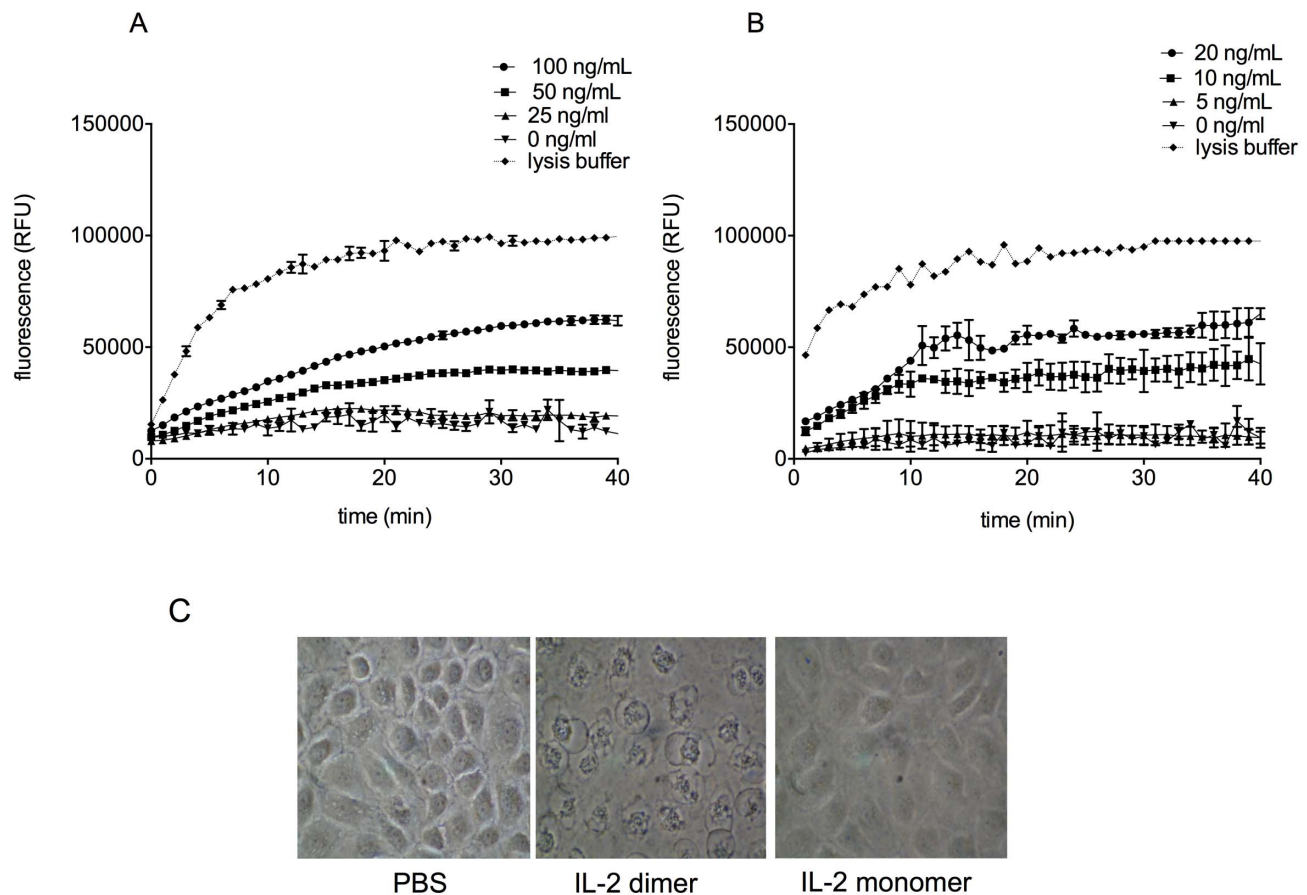 A
100 ng/mL
50 ng/mL
25 ng/ml
0 ng/ml
lysis buffer
150000
100000
50000
0
fluorescence (RFU)
0
10
20
30
40
time (min)
B
20 ng/mL
10 ng/mL
5 ng/mL
0 ng/ml
lysis buffer
150000
100000
50000
0
fluorescence (RFU)
0
10
20
30
40
time (min)
C
PBS
IL-2 dimer
IL-2 monomer